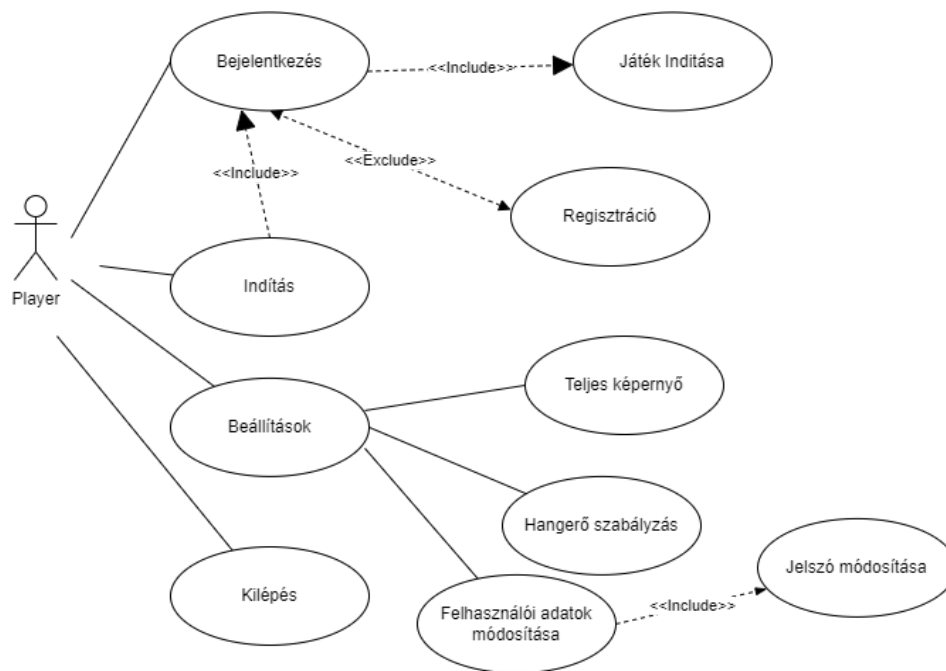 Bejelentkezés
<<Include>>
Játék Inditása
<<Exclude>>
<<Include>>
Regisztráció
Player
Indítás
Teljes képernyő
Beállítások
Hangerő szabályzás
Jelszó módosítása
Kilépés
<<Include>>
Felhasználói adatok
módosítása